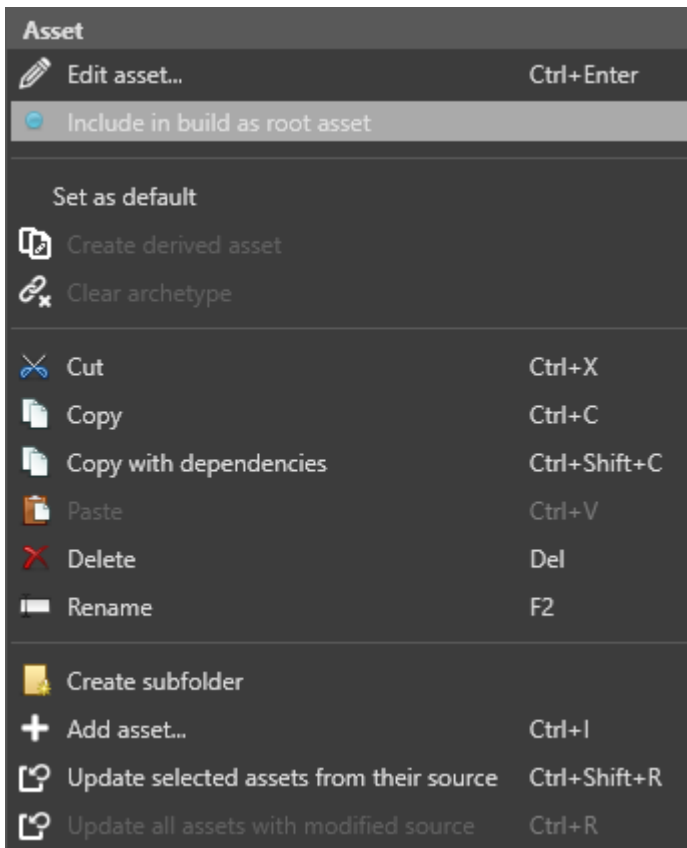 Asset
Edit asset... Ctrl+Enter
Include in build as root asset
Set as default
Create derived asset
Clear archetype
Cut Ctrl+X
Copy Ctrl+C
Copy with dependencies Ctrl+Shift+C
Paste Ctrl+V
Delete Del
Rename F2
Create subfolder
Add asset... Ctrl+I
Update selected assets from their source Ctrl+Shift+R
Update all assets with modified source Ctrl+R